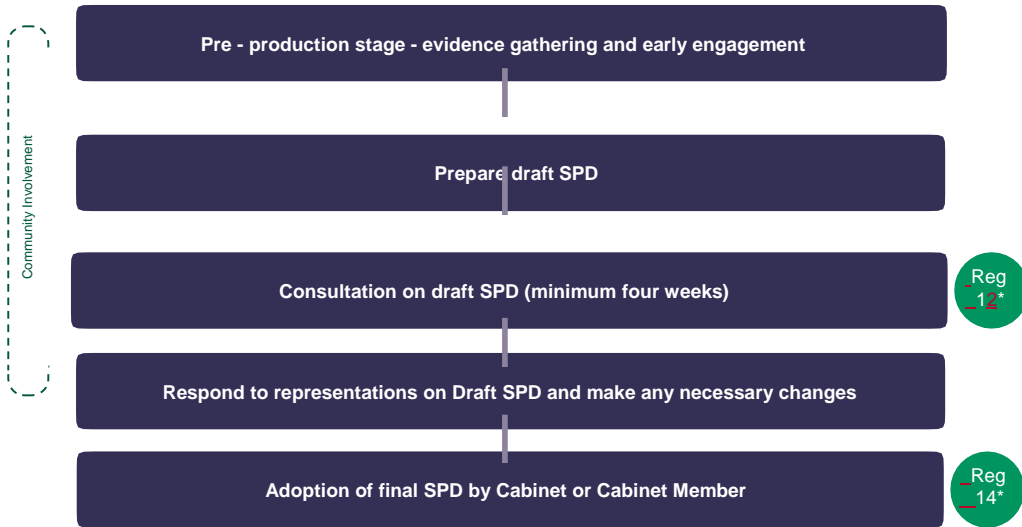 Pre - production stage - evidence gathering and early engagement
Community Involvement
Prepare draft SPD
Consultation on draft SPD (minimum four weeks)
Reg
12*
Respond to representations on Draft SPD and make any necessary changes
Adoption of final SPD by Cabinet or Cabinet Member
Reg
14*